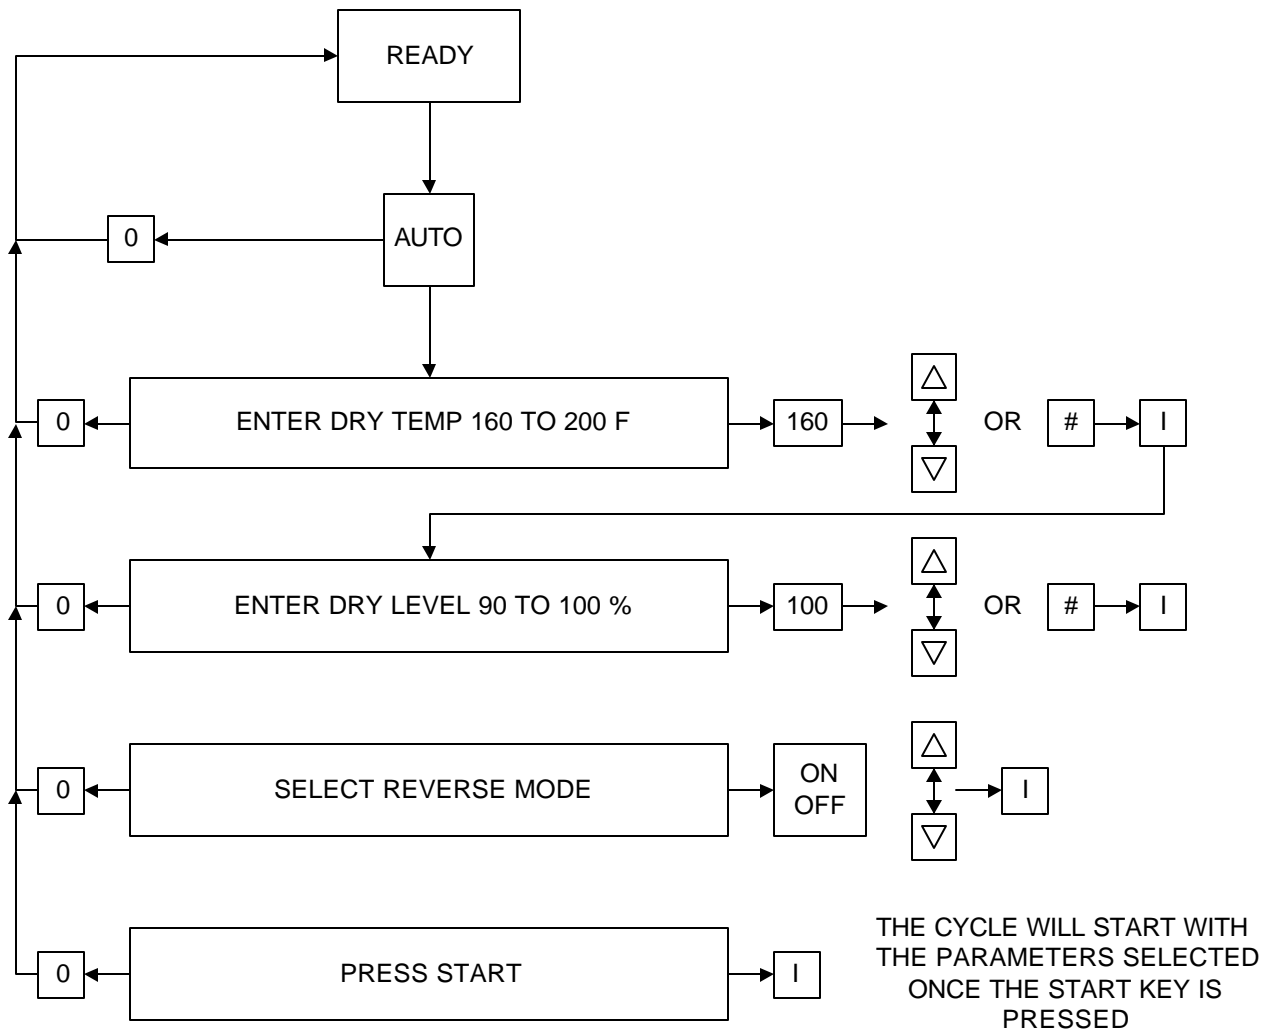 READY
AUTO
0
0
ENTER DRY TEMP 160 TO 200 F
160
OR
#
I
0
ENTER DRY LEVEL 90 TO 100 %
100
OR
#
I
0
SELECT REVERSE MODE
ON
OFF
I
0
PRESS START
I
THE CYCLE WILL START WITH
THE PARAMETERS SELECTED
ONCE THE START KEY IS
PRESSED